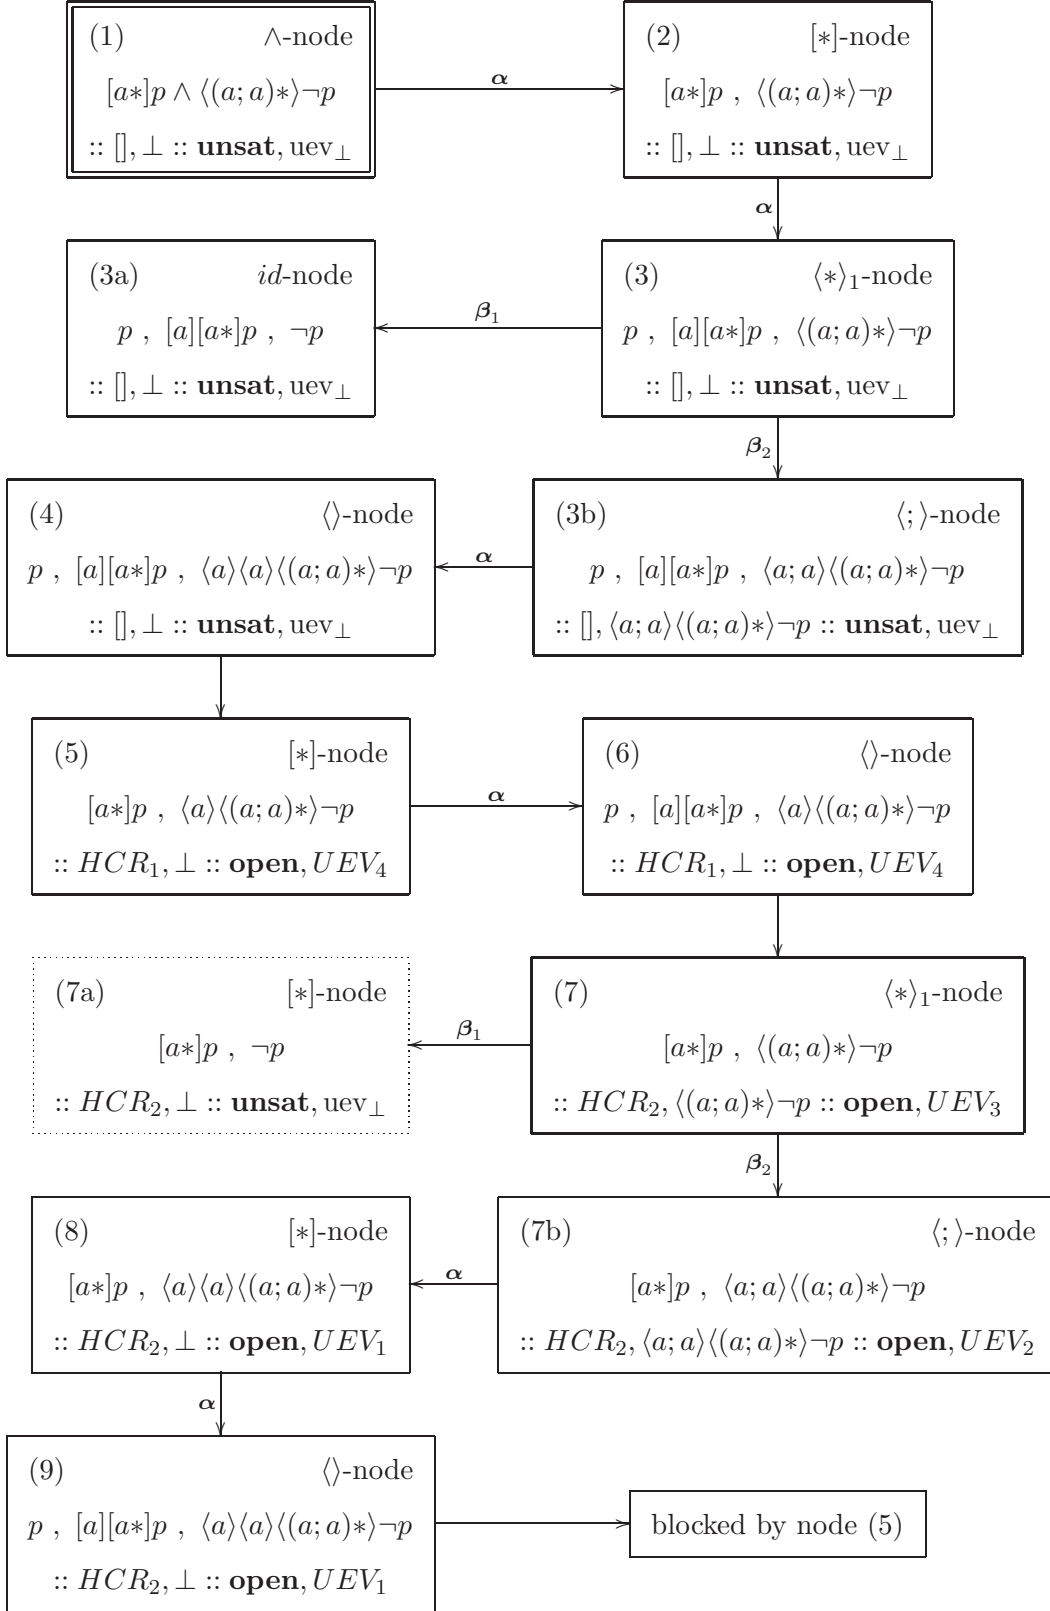 (1) ∧-node
[a∗]p ∧ ⟨(a; a)∗⟩¬p
:: [], ⊥ :: unsat, uev⊥
α
(2) [∗]-node
[a∗]p , ⟨(a; a)∗⟩¬p
:: [], ⊥ :: unsat, uev⊥
α
(3a) id-node
p , [a][a∗]p , ¬p
:: [], ⊥ :: unsat, uev⊥
β₁
(3) ⟨∗⟩₁-node
p , [a][a∗]p , ⟨(a; a)∗⟩¬p
:: [], ⊥ :: unsat, uev⊥
β₂
(4) ⟨⟩-node
p , [a][a∗]p , ⟨a⟩⟨a⟩⟨(a; a)∗⟩¬p
:: [], ⊥ :: unsat, uev⊥
α
(3b) ⟨; ⟩-node
p , [a][a∗]p , ⟨a; a⟩⟨(a; a)∗⟩¬p
:: [], ⟨a; a⟩⟨(a; a)∗⟩¬p :: unsat, uev⊥
(5) [∗]-node
[a∗]p , ⟨a⟩⟨(a; a)∗⟩¬p
:: HCR₁, ⊥ :: open, UEV₄
α
(6) ⟨⟩-node
p , [a][a∗]p , ⟨a⟩⟨(a; a)∗⟩¬p
:: HCR₁, ⊥ :: open, UEV₄
(7a) [∗]-node
[a∗]p , ¬p
:: HCR₂, ⊥ :: unsat, uev⊥
β₁
(7) ⟨∗⟩₁-node
[a∗]p , ⟨(a; a)∗⟩¬p
:: HCR₂, ⟨(a; a)∗⟩¬p :: open, UEV₃
β₂
(8) [∗]-node
[a∗]p , ⟨a⟩⟨a⟩⟨(a; a)∗⟩¬p
:: HCR₂, ⊥ :: open, UEV₁
α
(7b) ⟨; ⟩-node
[a∗]p , ⟨a; a⟩⟨(a; a)∗⟩¬p
:: HCR₂, ⟨a; a⟩⟨(a; a)∗⟩¬p :: open, UEV₂
α
(9) ⟨⟩-node
p , [a][a∗]p , ⟨a⟩⟨a⟩⟨(a; a)∗⟩¬p
:: HCR₂, ⊥ :: open, UEV₁
blocked by node (5)